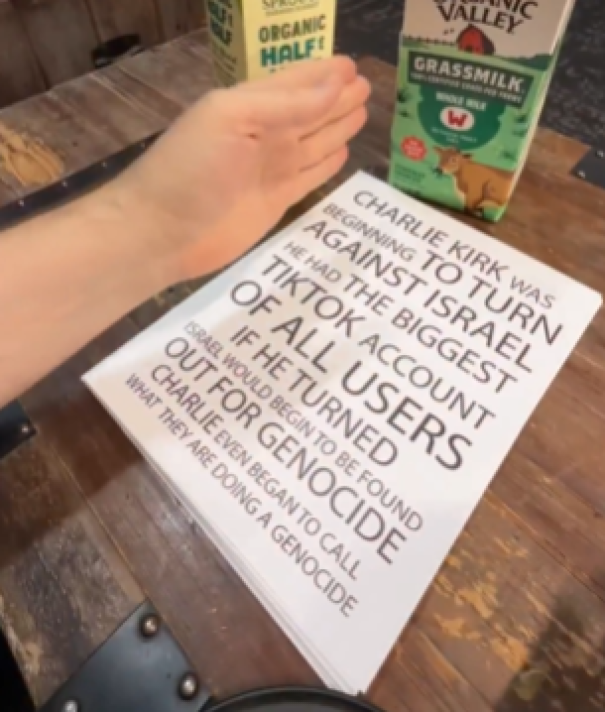 SPROUTS
ORGANIC
HALF &
ORGANIC
VALLEY
GRASSMILK
WHOLE MILK
W
CHARLIE KIRK WAS
BEGINNING TO TURN
AGAINST ISRAEL
HE HAD THE BIGGEST
TIKTOK ACCOUNT
OF ALL USERS
IF HE TURNED
ISRAEL WOULD BEGIN TO BE FOUND
OUT FOR GENOCIDE
CHARLIE EVEN BEGAN TO CALL
WHAT THEY ARE DOING A GENOCIDE